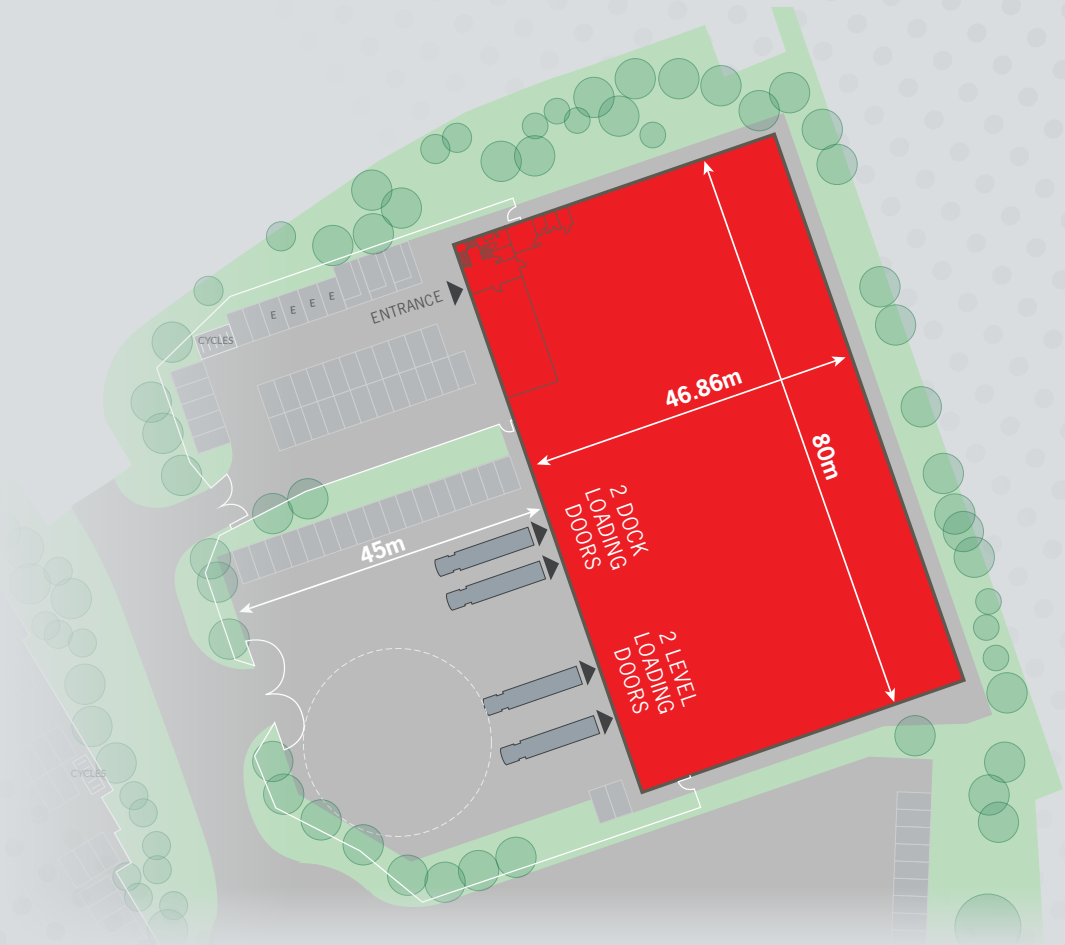 E E E E
ENTRANCE
CYCLES
46.86m
80m
2 DOCK
LOADING
DOORS
45m
2 LEVEL
LOADING
DOORS
CYCLES